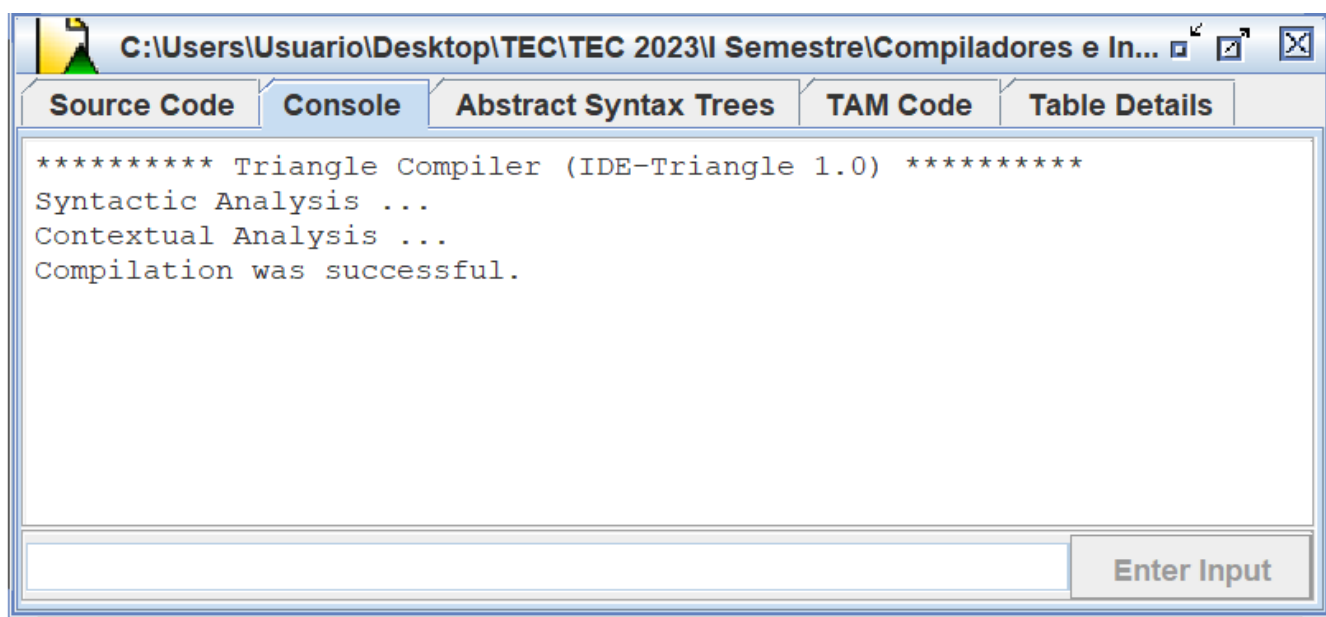 C:\Users\Usuario\Desktop\TEC\TEC 2023\I Semestre\Compiladores e In...
Source Code Console Abstract Syntax Trees TAM Code Table Details
********** Triangle Compiler (IDE-Triangle 1.0) **********
Syntactic Analysis ...
Contextual Analysis ...
Compilation was successful.
Enter Input